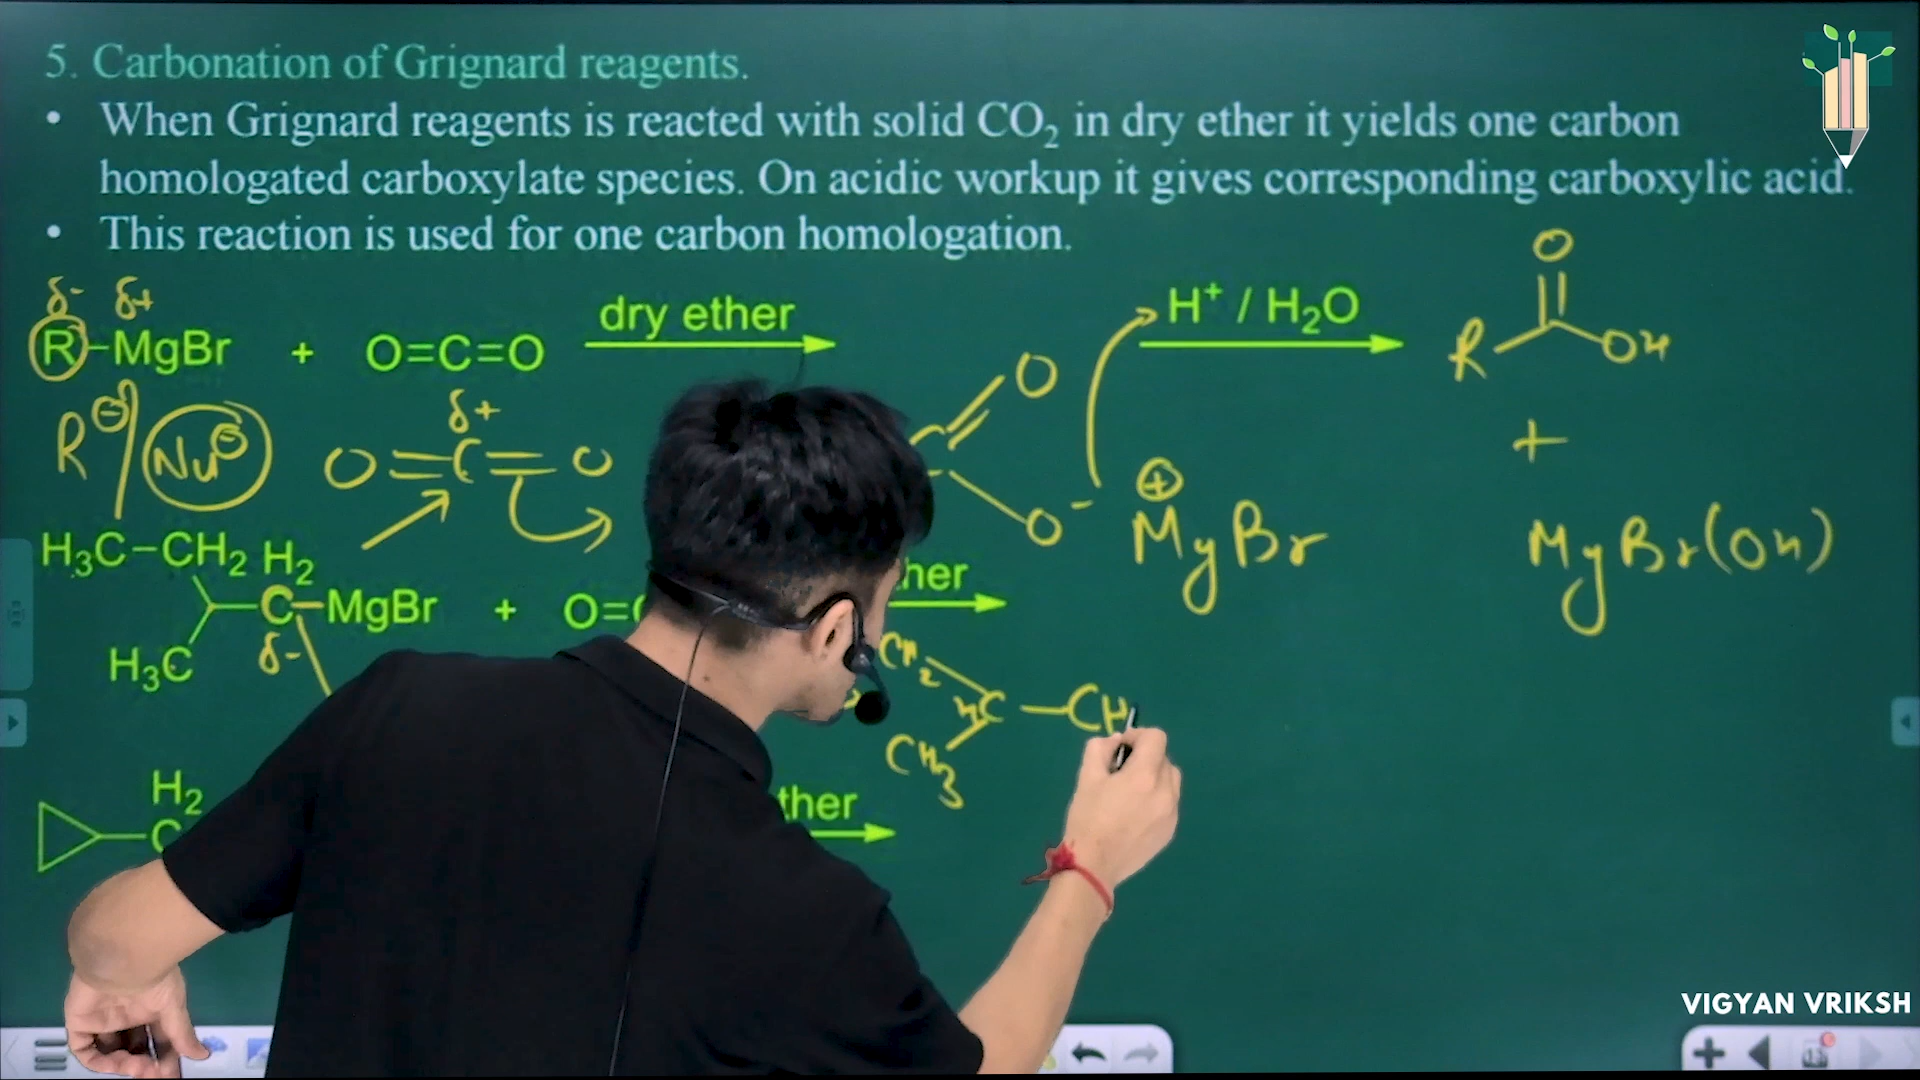 5. Carbonation of Grignard reagents.
• When Grignard reagents is reacted with solid CO₂ in dry ether it yields one carbon
homologated carboxylate species. On acidic workup it gives corresponding carboxylic acid.
• This reaction is used for one carbon homologation.
δ- δ+
R-MgBr + O=C=O dry ether H⁺ / H₂O
O
R OH
R⊖ Nu⊖
δ+
O=C=O
C O
O⁻ ⊕MgBr
+
MgBr(OH)
H₃C-CH₂ H₂
C-MgBr + O=
δ-
H₃C
CH₂
HC-CH
CH₃
H₂
C
VIGYAN VRIKSH